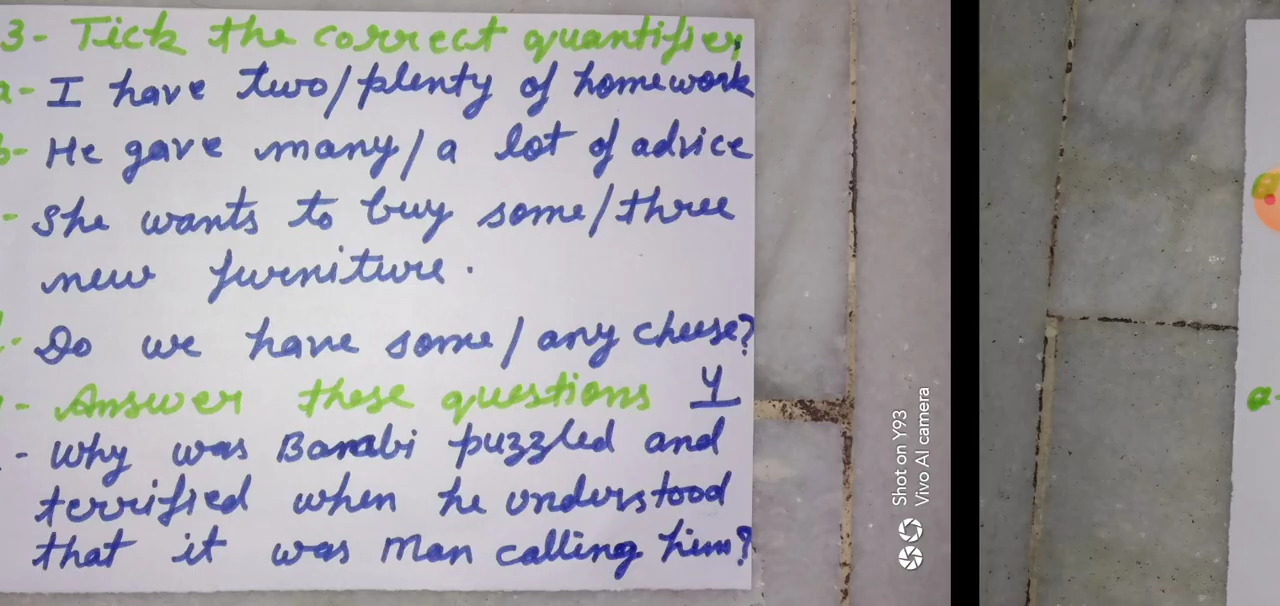 3- Tick the correct quantifier,
a- I have two/plenty of homework
b- He gave many/a lot of advice
- She wants to buy some/three
new furniture.
Do we have some/any cheese?
- Answer these questions 4
- Why was Barabi puzzled and
terrified when he understood
that it was Man calling him?
Shot on Y93
Vivo AI camera
a-